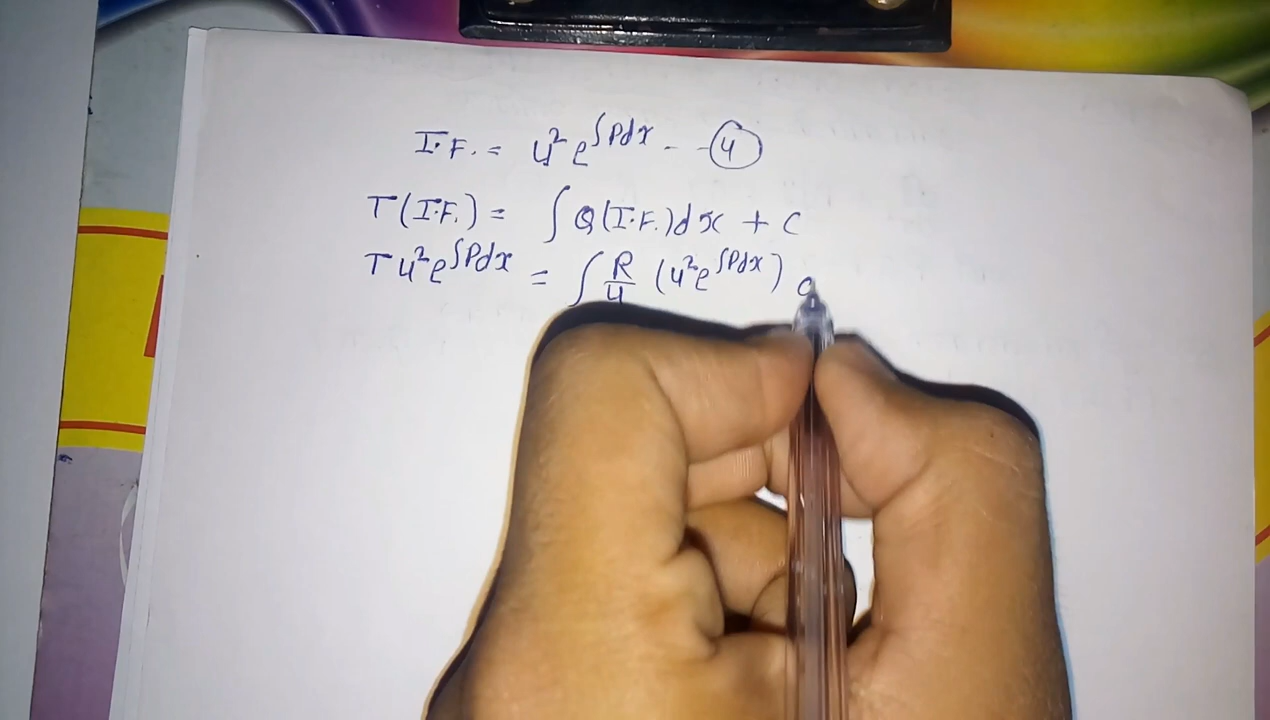 I.F. = u²e^∫Pdx -- ④
T(I.F.) = ∫Q(I.F.)dx + c
Tu²e^∫Pdx = ∫R/u (u²e^∫Pdx) d